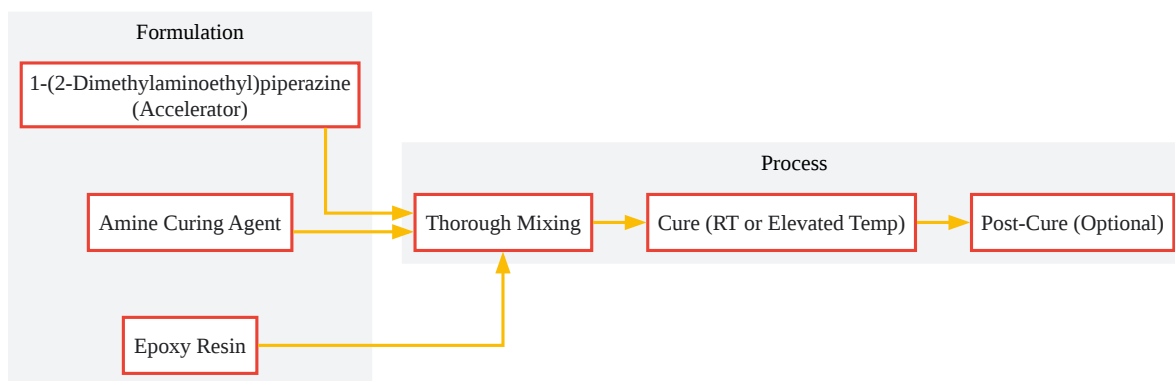 Formulation
1-(2-Dimethylaminoethyl)piperazine
(Accelerator)
Amine Curing Agent
Epoxy Resin
Process
Thorough Mixing
Cure (RT or Elevated Temp)
Post-Cure (Optional)